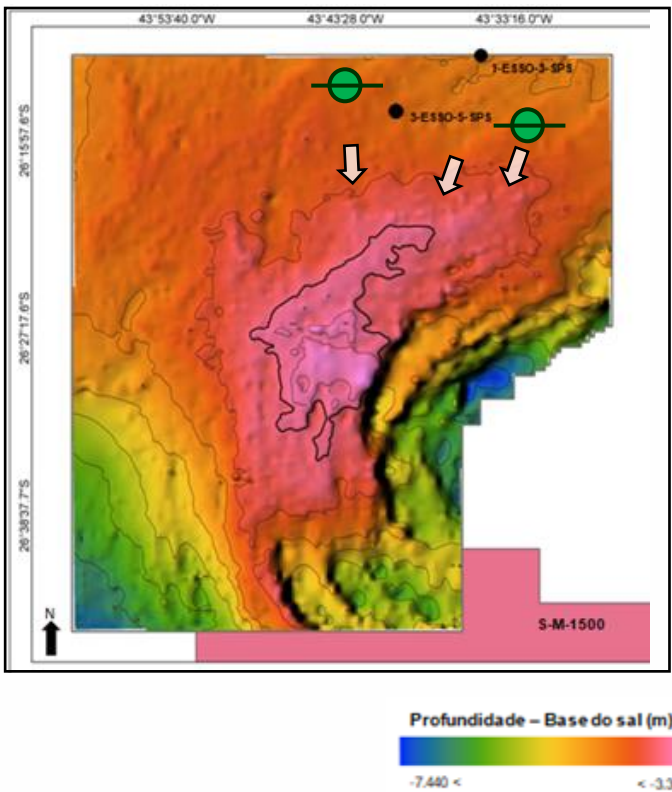 43°53'40.0"W 43°43'28.0"W 43°33'16.0"W
1-ESSO-3-SPS
3-ESSO-5-SPS
26°15'57.6"S
26°27'17.6"S
26°38'37.7"S
N
S-M-1500
Profundidade – Base do sal (m)
-7.440 < < -3.3